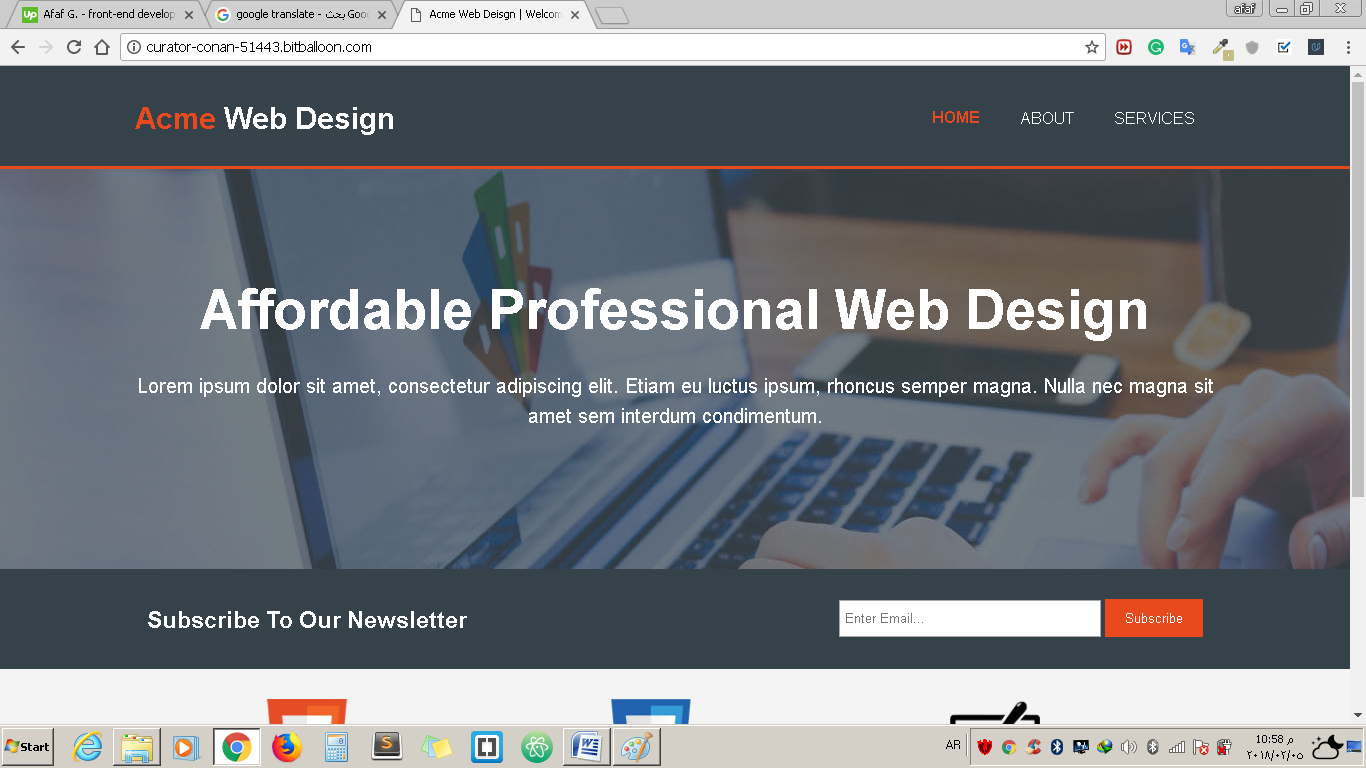 Afaf G. - front-end develop
google translate - بحث Goo
Acme Web Deisgn | Welcom
afaf
curator-conan-51443.bitballoon.com
Acme Web Design
HOME ABOUT SERVICES
Affordable Professional Web Design
Lorem ipsum dolor sit amet, consectetur adipiscing elit. Etiam eu luctus ipsum, rhoncus semper magna. Nulla nec magna sit
amet sem interdum condimentum.
Subscribe To Our Newsletter
Enter Email...
Subscribe
Start
AR
10:58 م
٢٠١٨/٠٢/٠٥